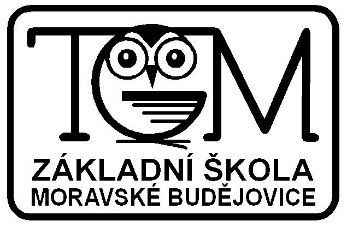 TGM
ZÁKLADNÍ ŠKOLA
MORAVSKÉ BUDĚJOVICE